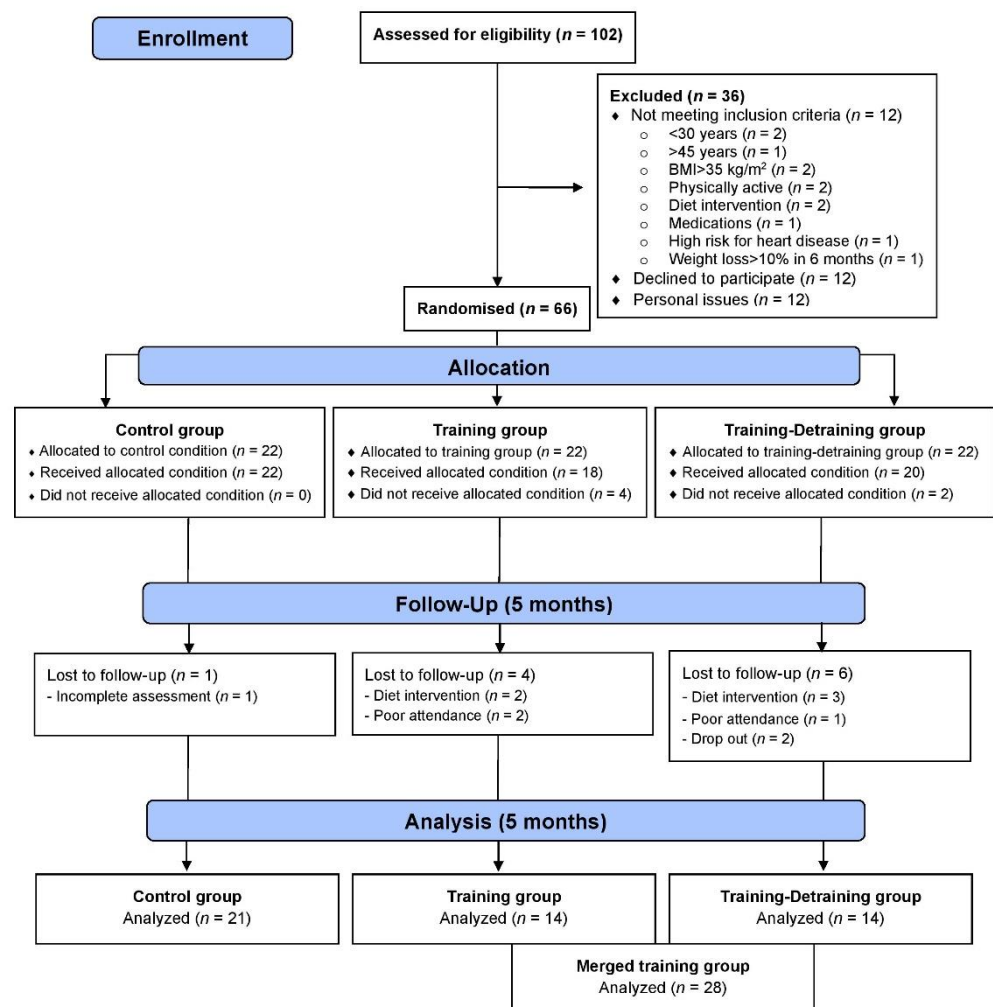 Enrollment
Assessed for eligibility (n = 102)
Excluded (n = 36)
♦ Not meeting inclusion criteria (n = 12)
o <30 years (n = 2)
o >45 years (n = 1)
o BMI>35 kg/m² (n = 2)
o Physically active (n = 2)
o Diet intervention (n = 2)
o Medications (n = 1)
o High risk for heart disease (n = 1)
o Weight loss>10% in 6 months (n = 1)
♦ Declined to participate (n = 12)
♦ Personal issues (n = 12)
Randomised (n = 66)
Allocation
Control group
♦ Allocated to control condition (n = 22)
♦ Received allocated condition (n = 22)
♦ Did not receive allocated condition (n = 0)
Training group
♦ Allocated to training group (n = 22)
♦ Received allocated condition (n = 18)
♦ Did not receive allocated condition (n = 4)
Training-Detraining group
♦ Allocated to training-detraining group (n = 22)
♦ Received allocated condition (n = 20)
♦ Did not receive allocated condition (n = 2)
Follow-Up (5 months)
Lost to follow-up (n = 1)
- Incomplete assessment (n = 1)
Lost to follow-up (n = 4)
- Diet intervention (n = 2)
- Poor attendance (n = 2)
Lost to follow-up (n = 6)
- Diet intervention (n = 3)
- Poor attendance (n = 1)
- Drop out (n = 2)
Analysis (5 months)
Control group
Analyzed (n = 21)
Training group
Analyzed (n = 14)
Training-Detraining group
Analyzed (n = 14)
Merged training group
Analyzed (n = 28)